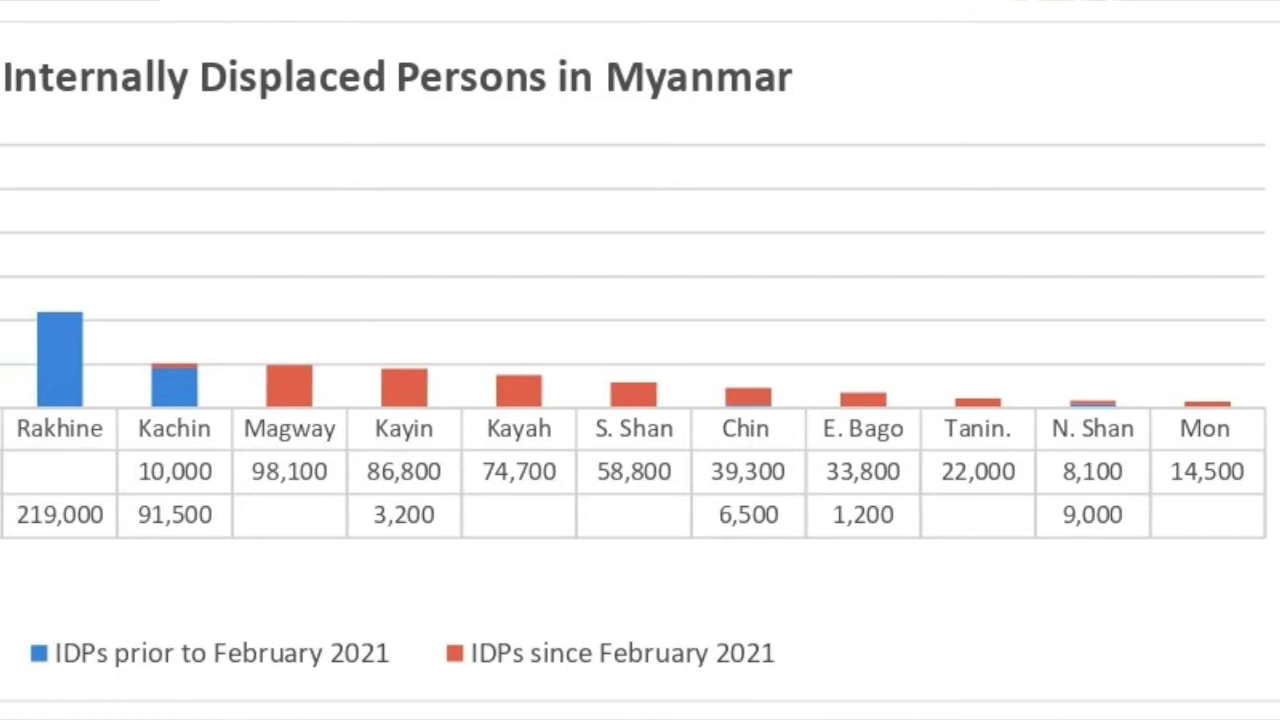 Internally Displaced Persons in Myanmar
Rakhine Kachin Magway Kayin Kayah S. Shan Chin E. Bago Tanin. N. Shan Mon
10,000 98,100 86,800 74,700 58,800 39,300 33,800 22,000 8,100 14,500
219,000 91,500 3,200 6,500 1,200 9,000
IDPs prior to February 2021 IDPs since February 2021